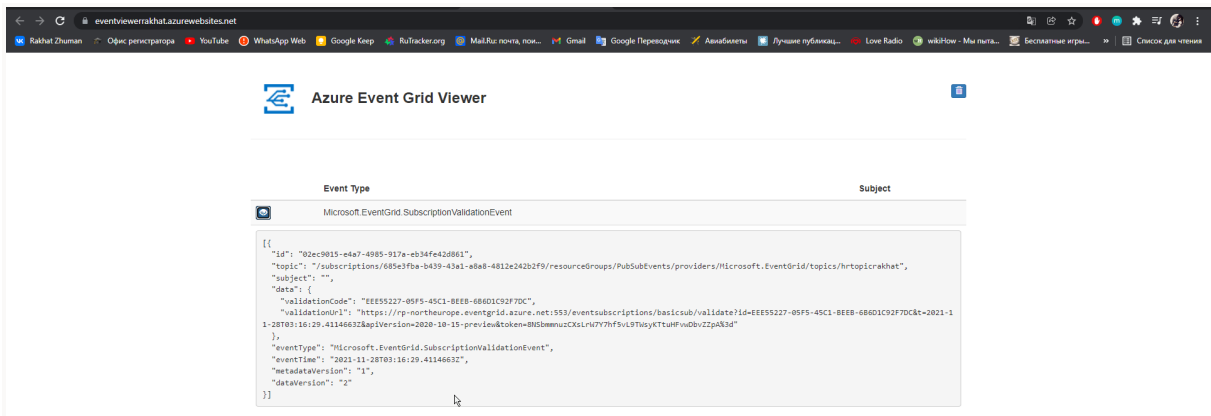 eventviewerrakhat.azurewebsites.net
Rakhat Zhuman Офис регистратора YouTube WhatsApp Web Google Keep RuTracker.org Mail.Ru: почта, пои... Gmail Google Переводчик Авиабилеты Лучшие публикац... Love Radio wikiHow - Мы пыта... Бесплатные игры... » Список для чтения
Azure Event Grid Viewer
Event Type Subject
Microsoft.EventGrid.SubscriptionValidationEvent
[{
"id": "02ec9015-e4a7-4985-917a-eb34fe42d861",
"topic": "/subscriptions/685e3fba-b439-43a1-a8a8-4812e242b2f9/resourceGroups/PubSubEvents/providers/Microsoft.EventGrid/topics/hrtopicrakhat",
"subject": "",
"data": {
"validationCode": "EEE55227-05F5-45C1-BEEB-6B6D1C92F7DC",
"validationUrl": "https://rp-northeurope.eventgrid.azure.net:553/eventsubscriptions/basicsub/validate?id=EEE55227-05F5-45C1-BEEB-6B6D1C92F7DC&t=2021-1
1-28T03:16:29.4114663Z&apiVersion=2020-10-15-preview&token=8NSbmmnuzCXsLrW7Y7hf5vL9TWsyKTtuHFvwDbvZZpA%3d"
},
"eventType": "Microsoft.EventGrid.SubscriptionValidationEvent",
"eventTime": "2021-11-28T03:16:29.4114663Z",
"metadataVersion": "1",
"dataVersion": "2"
}]